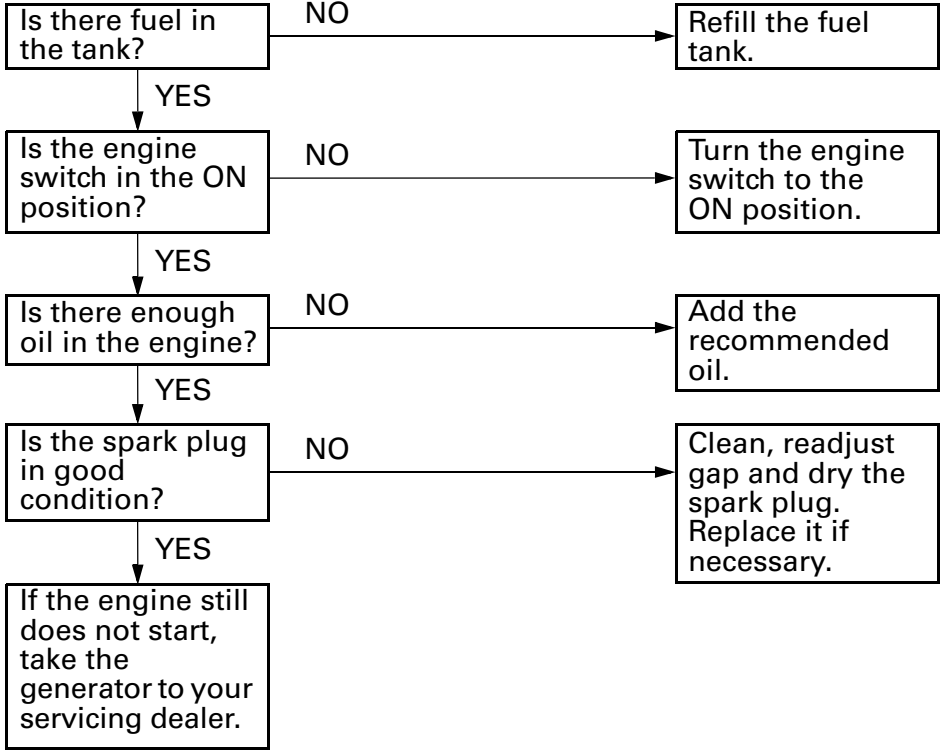 Is there fuel in
the tank?
NO
Refill the fuel
tank.
YES
Is the engine
switch in the ON
position?
NO
Turn the engine
switch to the
ON position.
YES
Is there enough
oil in the engine?
NO
Add the
recommended
oil.
YES
Is the spark plug
in good
condition?
NO
Clean, readjust
gap and dry the
spark plug.
Replace it if
necessary.
YES
If the engine still
does not start,
take the
generator to your
servicing dealer.